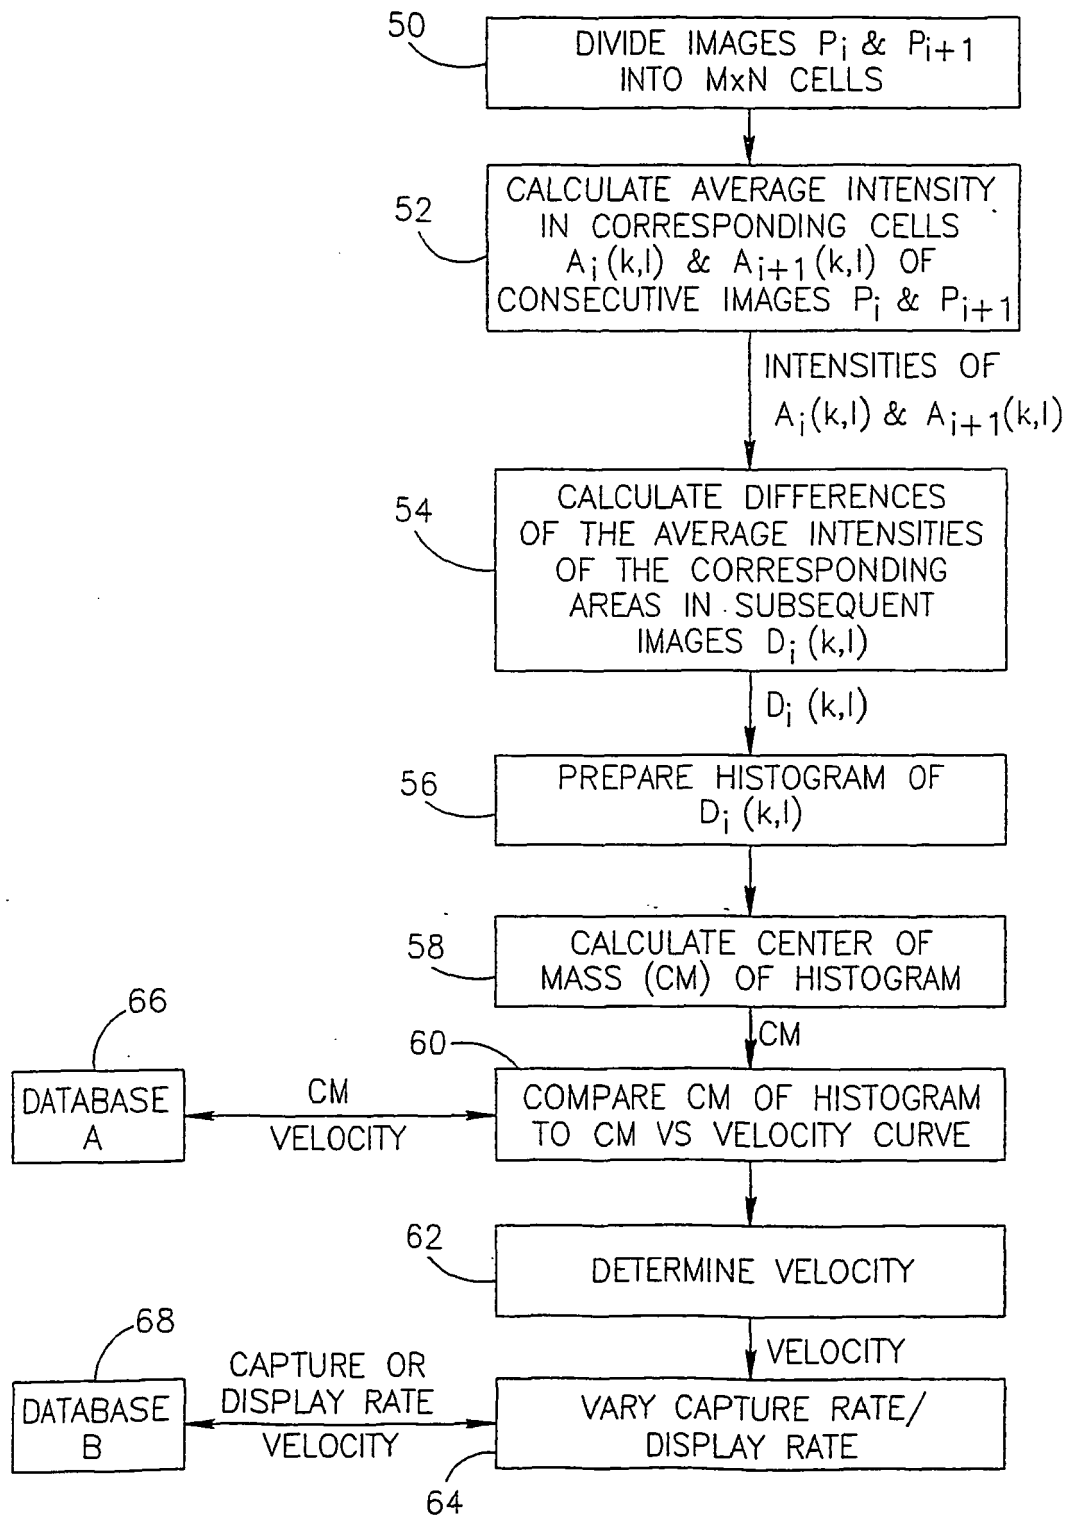 50
DIVIDE IMAGES Pi & Pi+1
INTO MxN CELLS
52
CALCULATE AVERAGE INTENSITY
IN CORRESPONDING CELLS
Ai(k,l) & Ai+1(k,l) OF
CONSECUTIVE IMAGES Pi & Pi+1
INTENSITIES OF
Ai(k,l) & Ai+1(k,l)
54
CALCULATE DIFFERENCES
OF THE AVERAGE INTENSITIES
OF THE CORRESPONDING
AREAS IN SUBSEQUENT
IMAGES Di (k,l)
Di (k,l)
56
PREPARE HISTOGRAM OF
Di (k,l)
58
CALCULATE CENTER OF
MASS (CM) OF HISTOGRAM
CM
66
DATABASE
A
CM
VELOCITY
60
COMPARE CM OF HISTOGRAM
TO CM VS VELOCITY CURVE
62
DETERMINE VELOCITY
VELOCITY
68
DATABASE
B
CAPTURE OR
DISPLAY RATE
VELOCITY
VARY CAPTURE RATE/
DISPLAY RATE
64